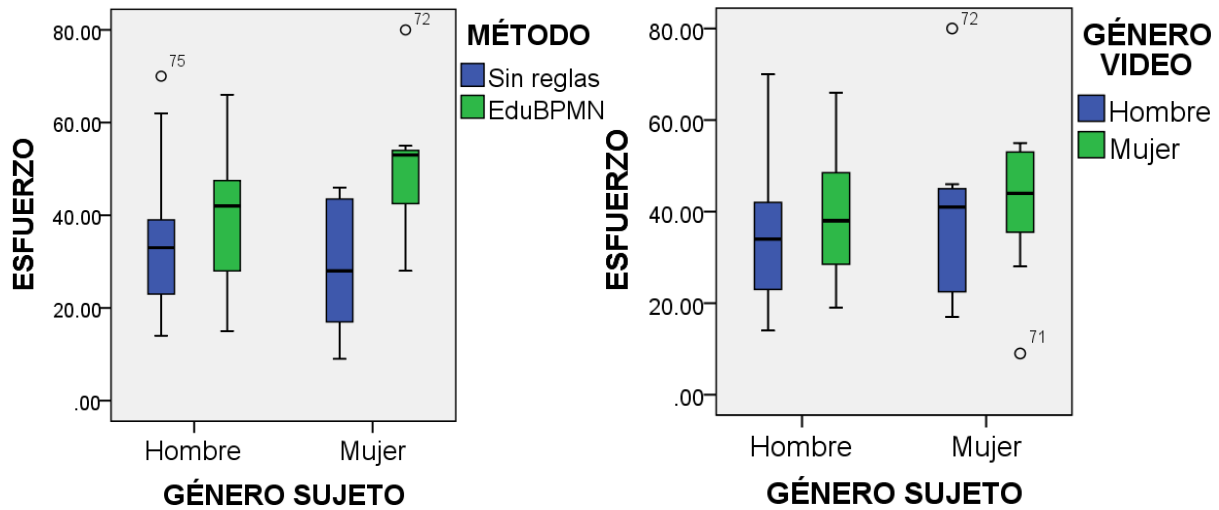 80.00
60.00
40.00
20.00
.00
ESFUERZO
75
72
Hombre
Mujer
GÉNERO SUJETO
MÉTODO
Sin reglas
EduBPMN
80.00
60.00
40.00
20.00
.00
ESFUERZO
72
71
Hombre
Mujer
GÉNERO SUJETO
GÉNERO
VIDEO
Hombre
Mujer